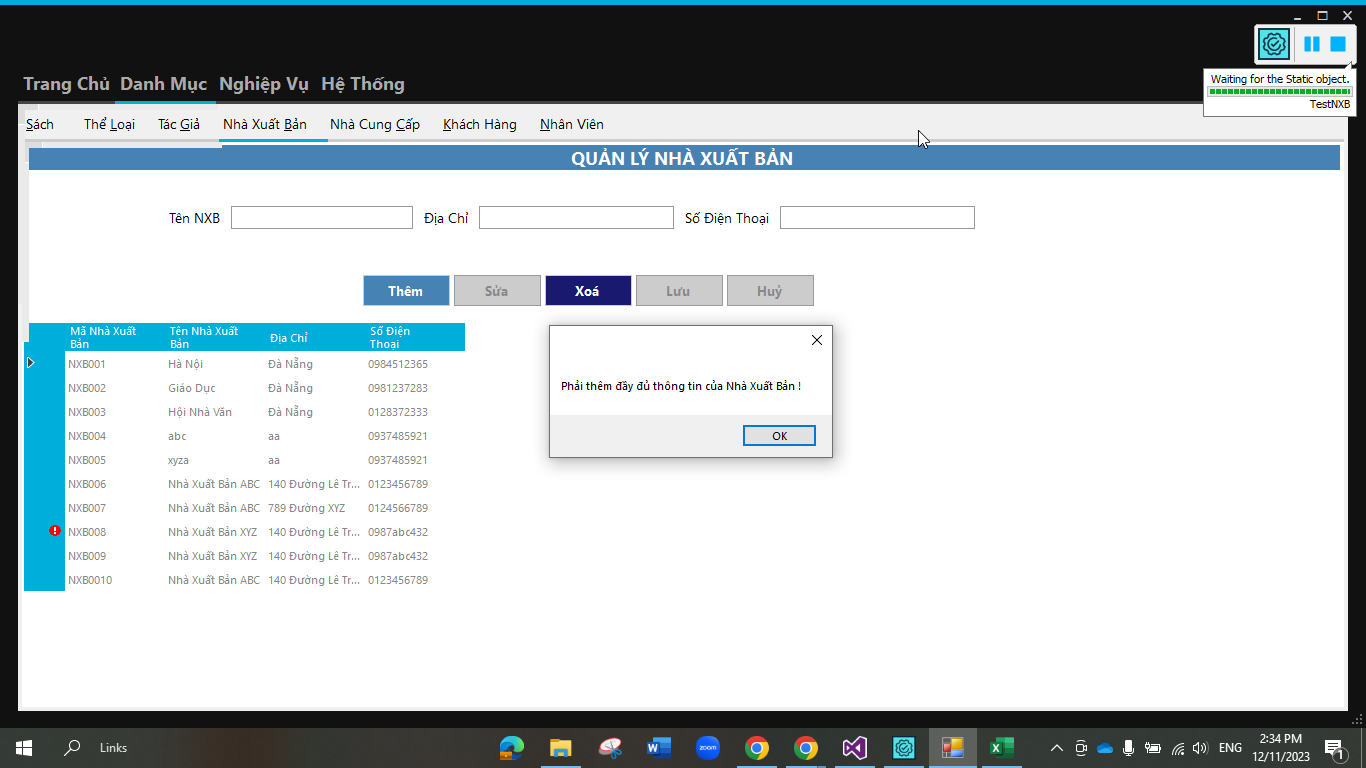 Waiting for the Static object.
TestNXB
Trang Chủ Danh Mục Nghiệp Vụ Hệ Thống
Sách Thể Loại Tác Giả Nhà Xuất Bản Nhà Cung Cấp Khách Hàng Nhân Viên
QUẢN LÝ NHÀ XUẤT BẢN
Tên NXB Địa Chỉ Số Điện Thoại
Thêm Sửa Xoá Lưu Huỷ
Mã Nhà Xuất Bản Tên Nhà Xuất Bản Địa Chỉ Số Điện Thoại
NXB001 Hà Nội Đà Nẵng 0984512365
NXB002 Giáo Dục Đà Nẵng 0981237283
NXB003 Hội Nhà Văn Đà Nẵng 0128372333
NXB004 abc aa 0937485921
NXB005 xyza aa 0937485921
NXB006 Nhà Xuất Bản ABC 140 Đường Lê Tr... 0123456789
NXB007 Nhà Xuất Bản ABC 789 Đường XYZ 0124566789
NXB008 Nhà Xuất Bản XYZ 140 Đường Lê Tr... 0987abc432
NXB009 Nhà Xuất Bản XYZ 140 Đường Lê Tr... 0987abc432
NXB0010 Nhà Xuất Bản ABC 140 Đường Lê Tr... 0123456789
Phải thêm đầy đủ thông tin của Nhà Xuất Bản !
OK
Links
zoom
ENG
2:34 PM
12/11/2023
1